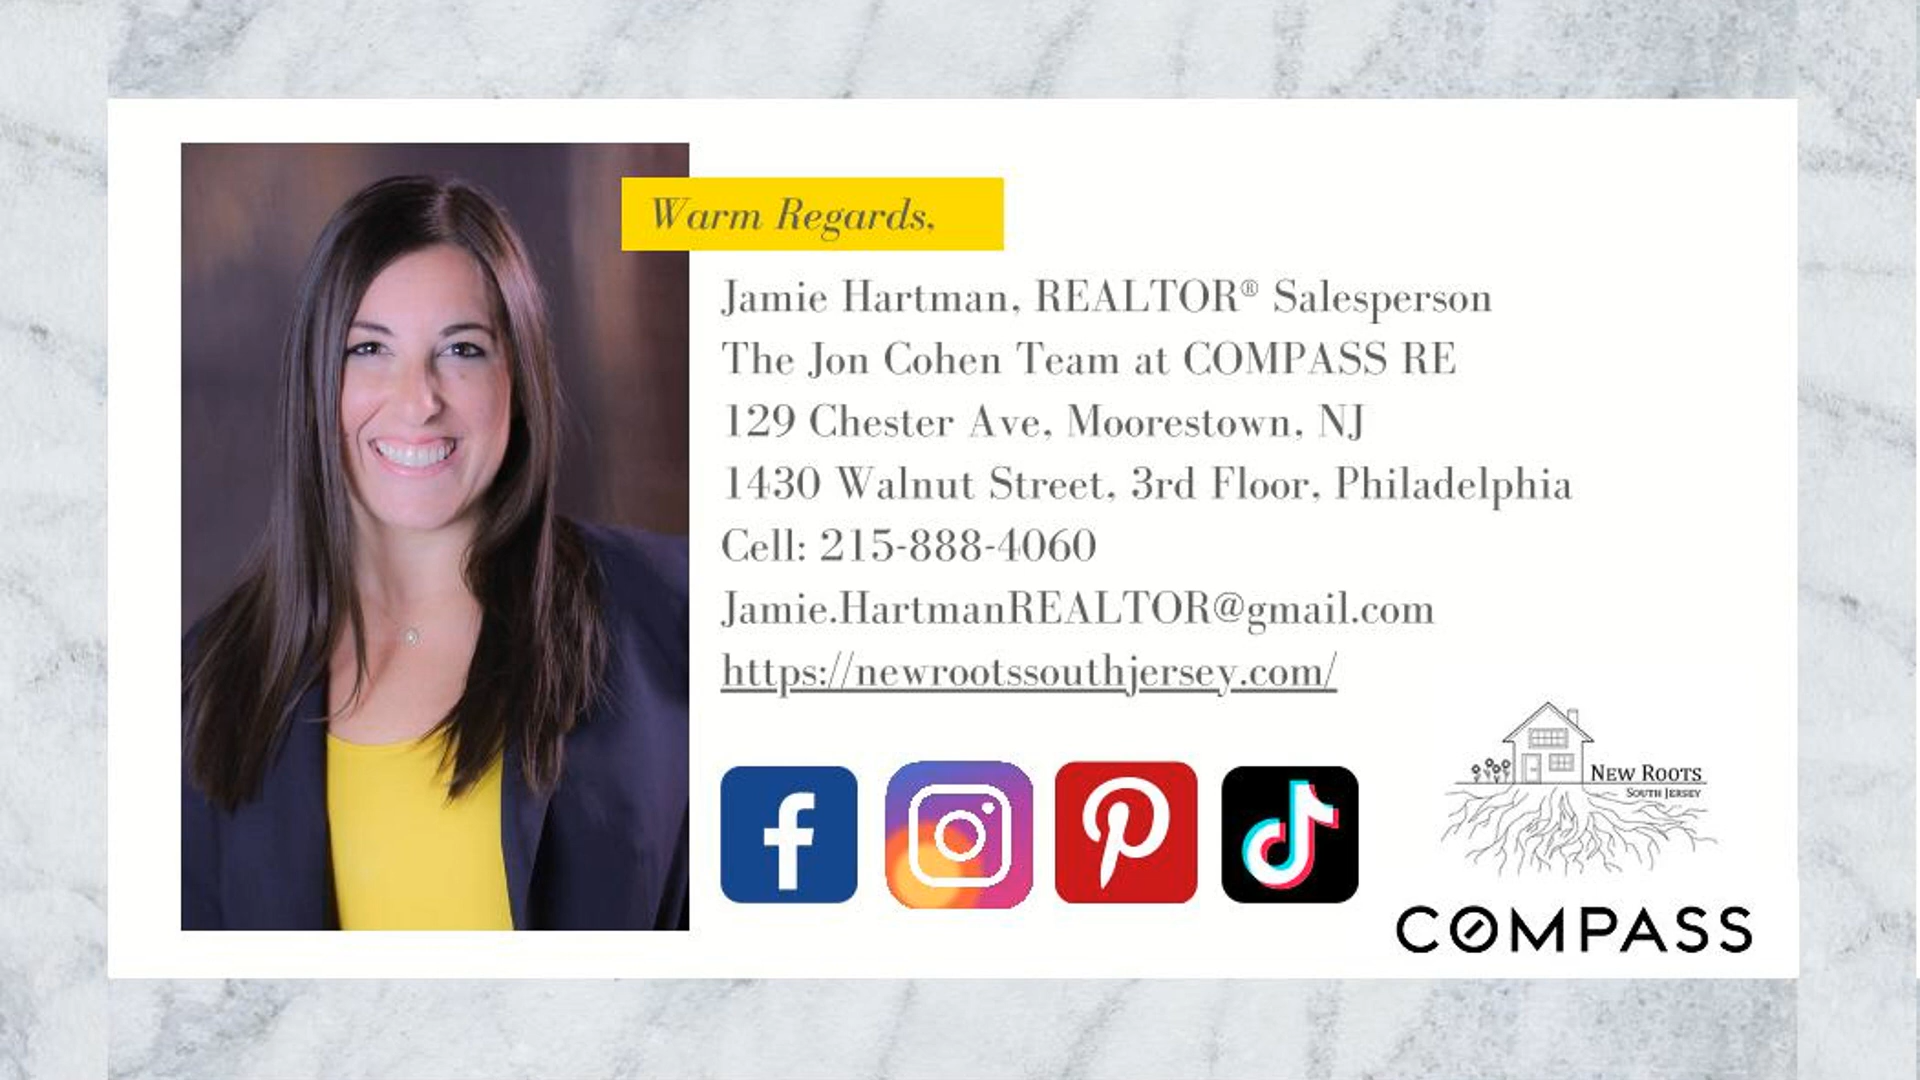 Warm Regards,
Jamie Hartman, REALTOR® Salesperson
The Jon Cohen Team at COMPASS RE
129 Chester Ave, Moorestown, NJ
1430 Walnut Street, 3rd Floor, Philadelphia
Cell: 215-888-4060
Jamie.HartmanREALTOR@gmail.com
https://newrootssouthjersey.com/
NEW ROOTS
SOUTH JERSEY
COMPASS